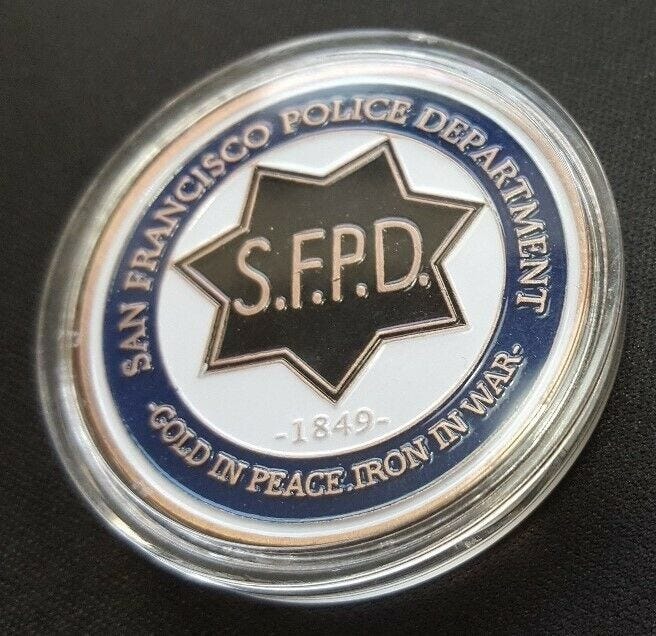 SAN FRANCISCO POLICE DEPARTMENT
S.F.P.D.
-1849-
-GOLD IN PEACE. IRON IN WAR-